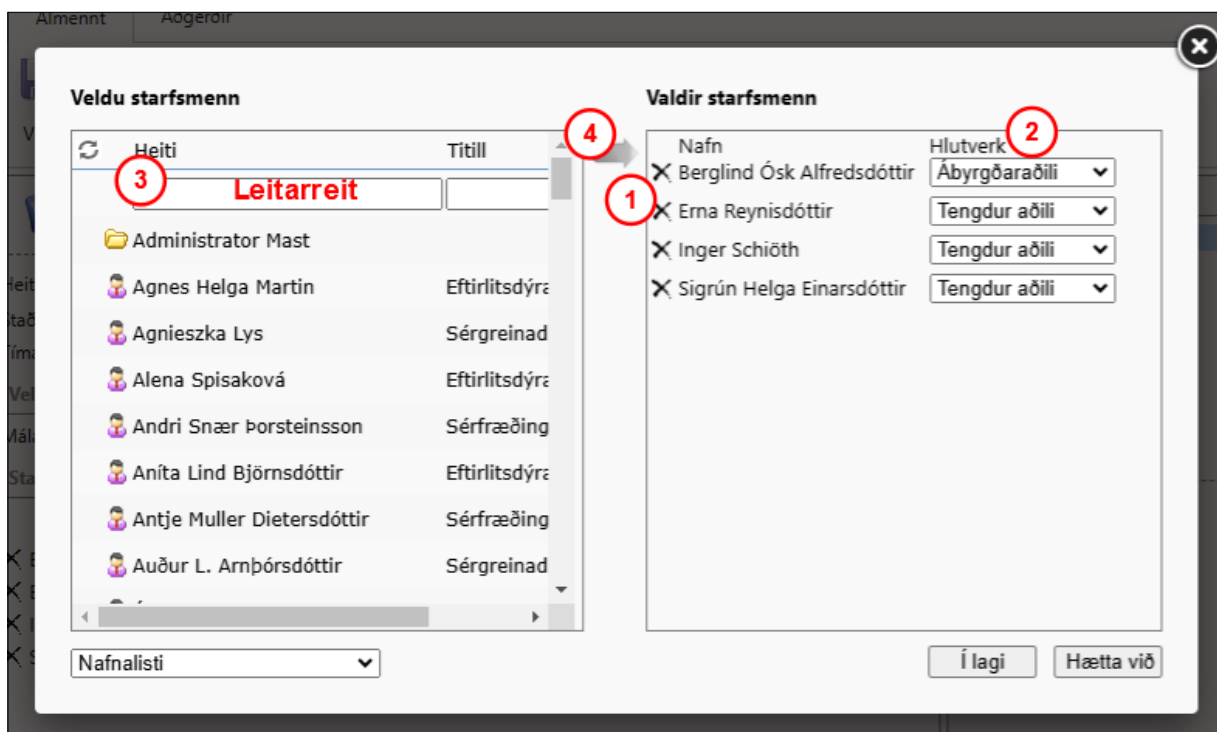 Almennt Aðgerðir
Veldu starfsmenn
Valdir starfsmenn
Heiti Titill
4
Nafn Hlutverk
2
3
Leitarreit
1
Berglind Ósk Alfredsdóttir Ábyrgðaraðili
Erna Reynisdóttir Tengdur aðili
Inger Schiöth Tengdur aðili
Sigrún Helga Einarsdóttir Tengdur aðili
Administrator Mast
Agnes Helga Martin Eftirlitsdýra
Agnieszka Lys Sérgreinad
Alena Spisaková Eftirlitsdýra
Andri Snær Þorsteinsson Sérfræðing
Aníta Lind Björnsdóttir Eftirlitsdýra
Antje Muller Dietersdóttir Sérfræðing
Auður L. Arnþórsdóttir Sérgreinad
Nafnalisti
Í lagi
Hætta við